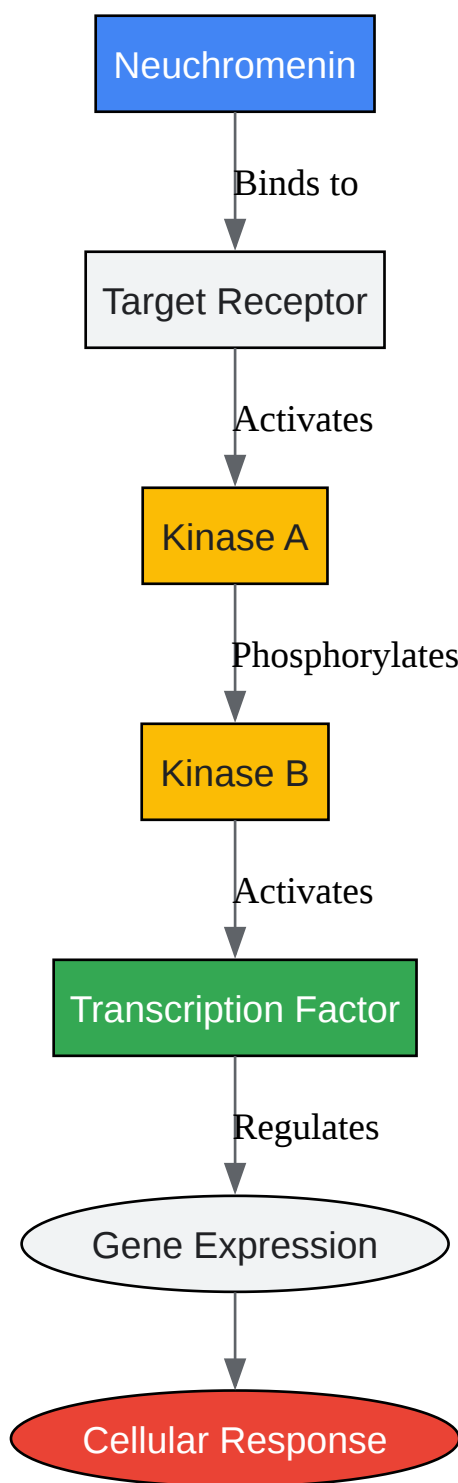 Neuchromenin
Binds to
Target Receptor
Activates
Kinase A
Phosphorylates
Kinase B
Activates
Transcription Factor
Regulates
Gene Expression
Cellular Response